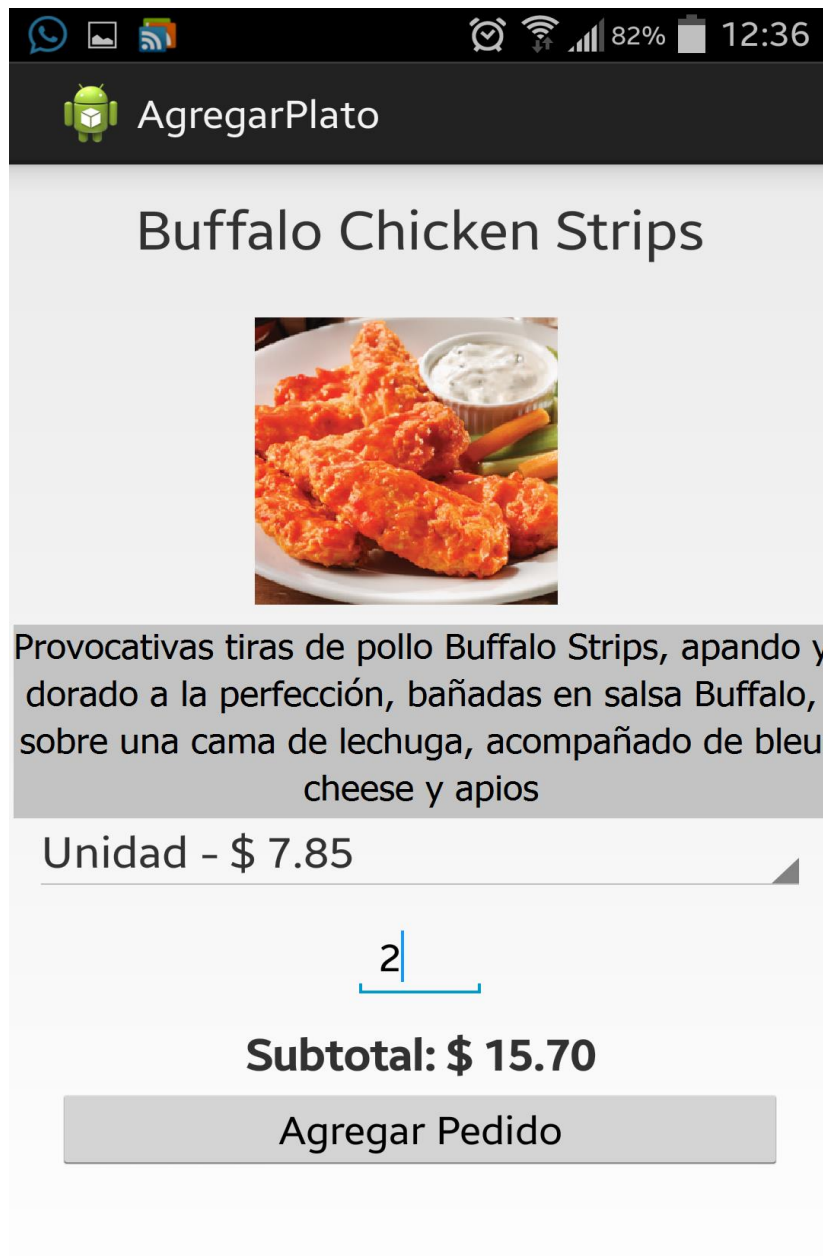 82% 12:36
AgregarPlato
Buffalo Chicken Strips
Provocativas tiras de pollo Buffalo Strips, apando y
dorado a la perfección, bañadas en salsa Buffalo,
sobre una cama de lechuga, acompañado de bleu
cheese y apios
Unidad - $ 7.85
2
Subtotal: $ 15.70
Agregar Pedido